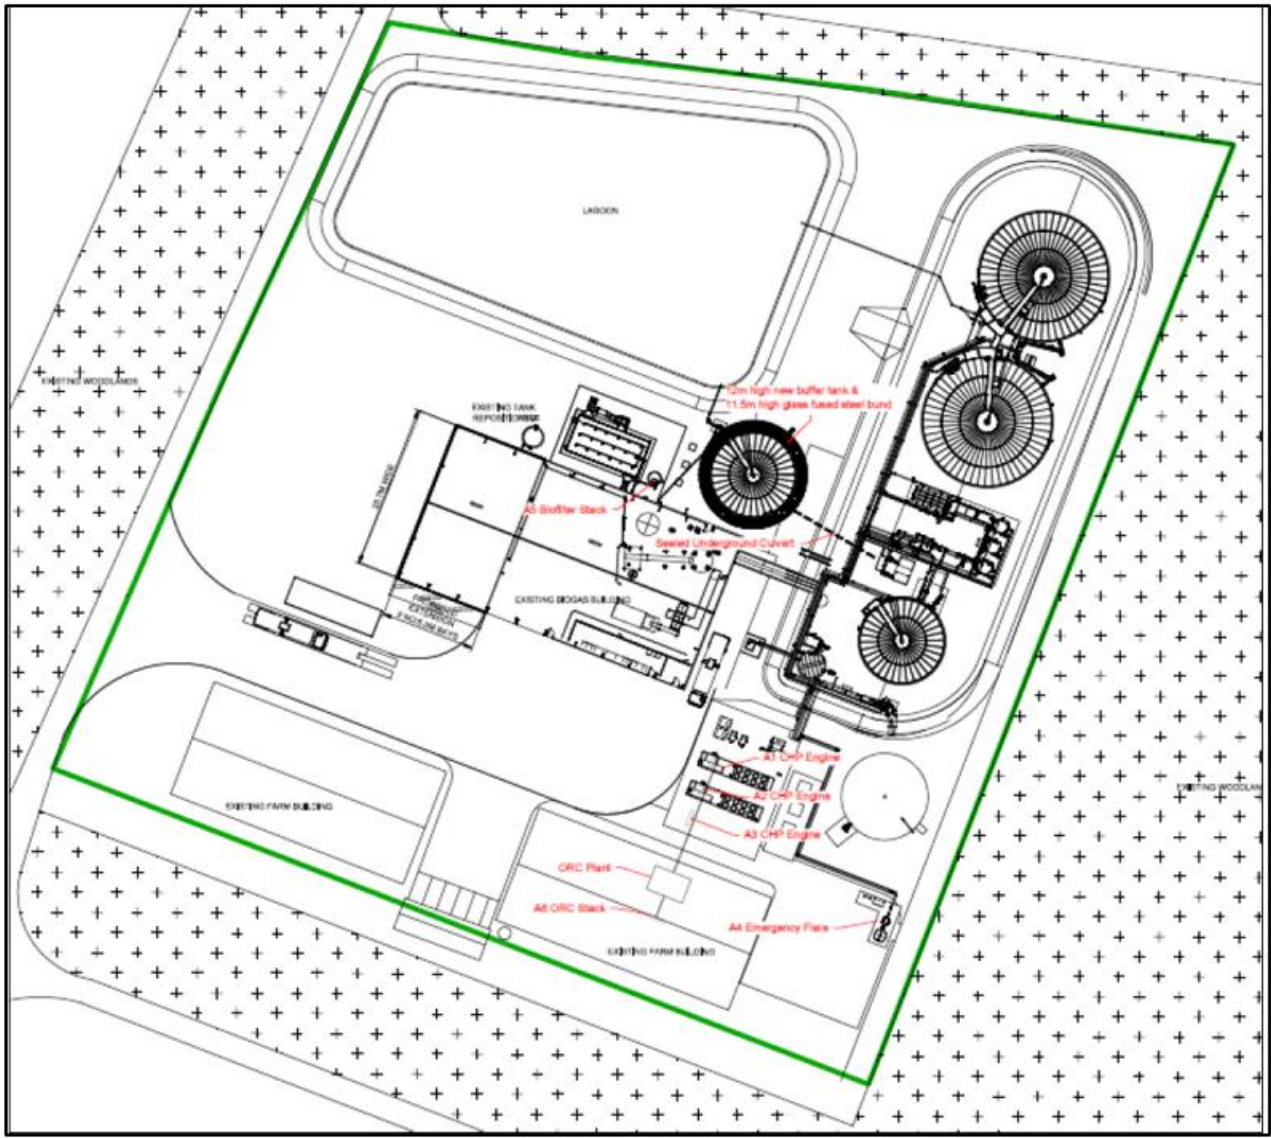 LAGOON
EXISTING WOODLANDS
EXISTING TANK
12m high new buffer tank &
11.5m high glass fused steel bund
A5 Biofilter Stack
Sealed Underground Culvert
EXISTING BIOGAS BUILDING
EXTENSION
A1 CHP Engine
A2 CHP Engine
A3 CHP Engine
EXISTING WOODLAN
EXISTING FARM BUILDING
ORC Plant
A6 ORC Stack
A4 Emergency Flare
EXISTING FARM BUILDING